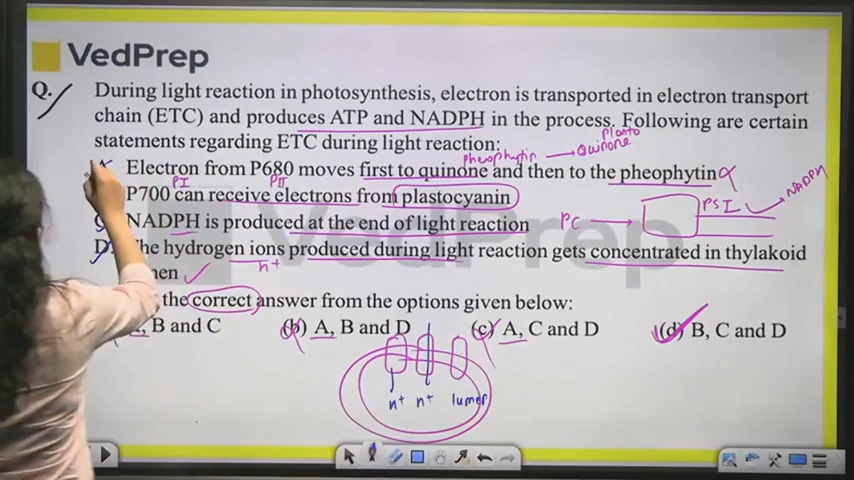 VedPrep
Q. During light reaction in photosynthesis, electron is transported in electron transport
chain (ETC) and produces ATP and NADPH in the process. Following are certain
statements regarding ETC during light reaction:
pheophytin → Quinone
Plasto
Electron from P680 moves first to quinone and then to the pheophytin
PI PII
P700 can receive electrons from plastocyanin
PC → PS I NADPH
NADPH is produced at the end of light reaction
D. The hydrogen ions produced during light reaction gets concentrated in thylakoid
H+
men
the correct answer from the options given below:
A, B and C (b) A, B and D (c) A, C and D (d) B, C and D
H+ H+ lumen
VedPrep